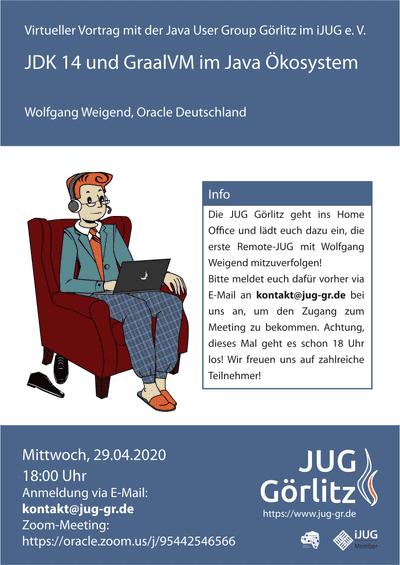 Virtueller Vortrag mit der Java User Group Görlitz im iJUG e. V.
JDK 14 und GraalVM im Java Ökosystem
Wolfgang Weigend, Oracle Deutschland
Info
Die JUG Görlitz geht ins Home
Office und lädt euch dazu ein, die
erste Remote-JUG mit Wolfgang
Weigend mitzuverfolgen!
Bitte meldet euch dafür vorher via
E-Mail an kontakt@jug-gr.de bei
uns an, um den Zugang zum
Meeting zu bekommen. Achtung,
dieses Mal geht es schon 18 Uhr
los! Wir freuen uns auf zahlreiche
Teilnehmer!
Mittwoch, 29.04.2020
18:00 Uhr
Anmeldung via E-Mail:
kontakt@jug-gr.de
Zoom-Meeting:
https://oracle.zoom.us/j/95442546566
JUG
Görlitz
https://www.jug-gr.de
iJUG
Member